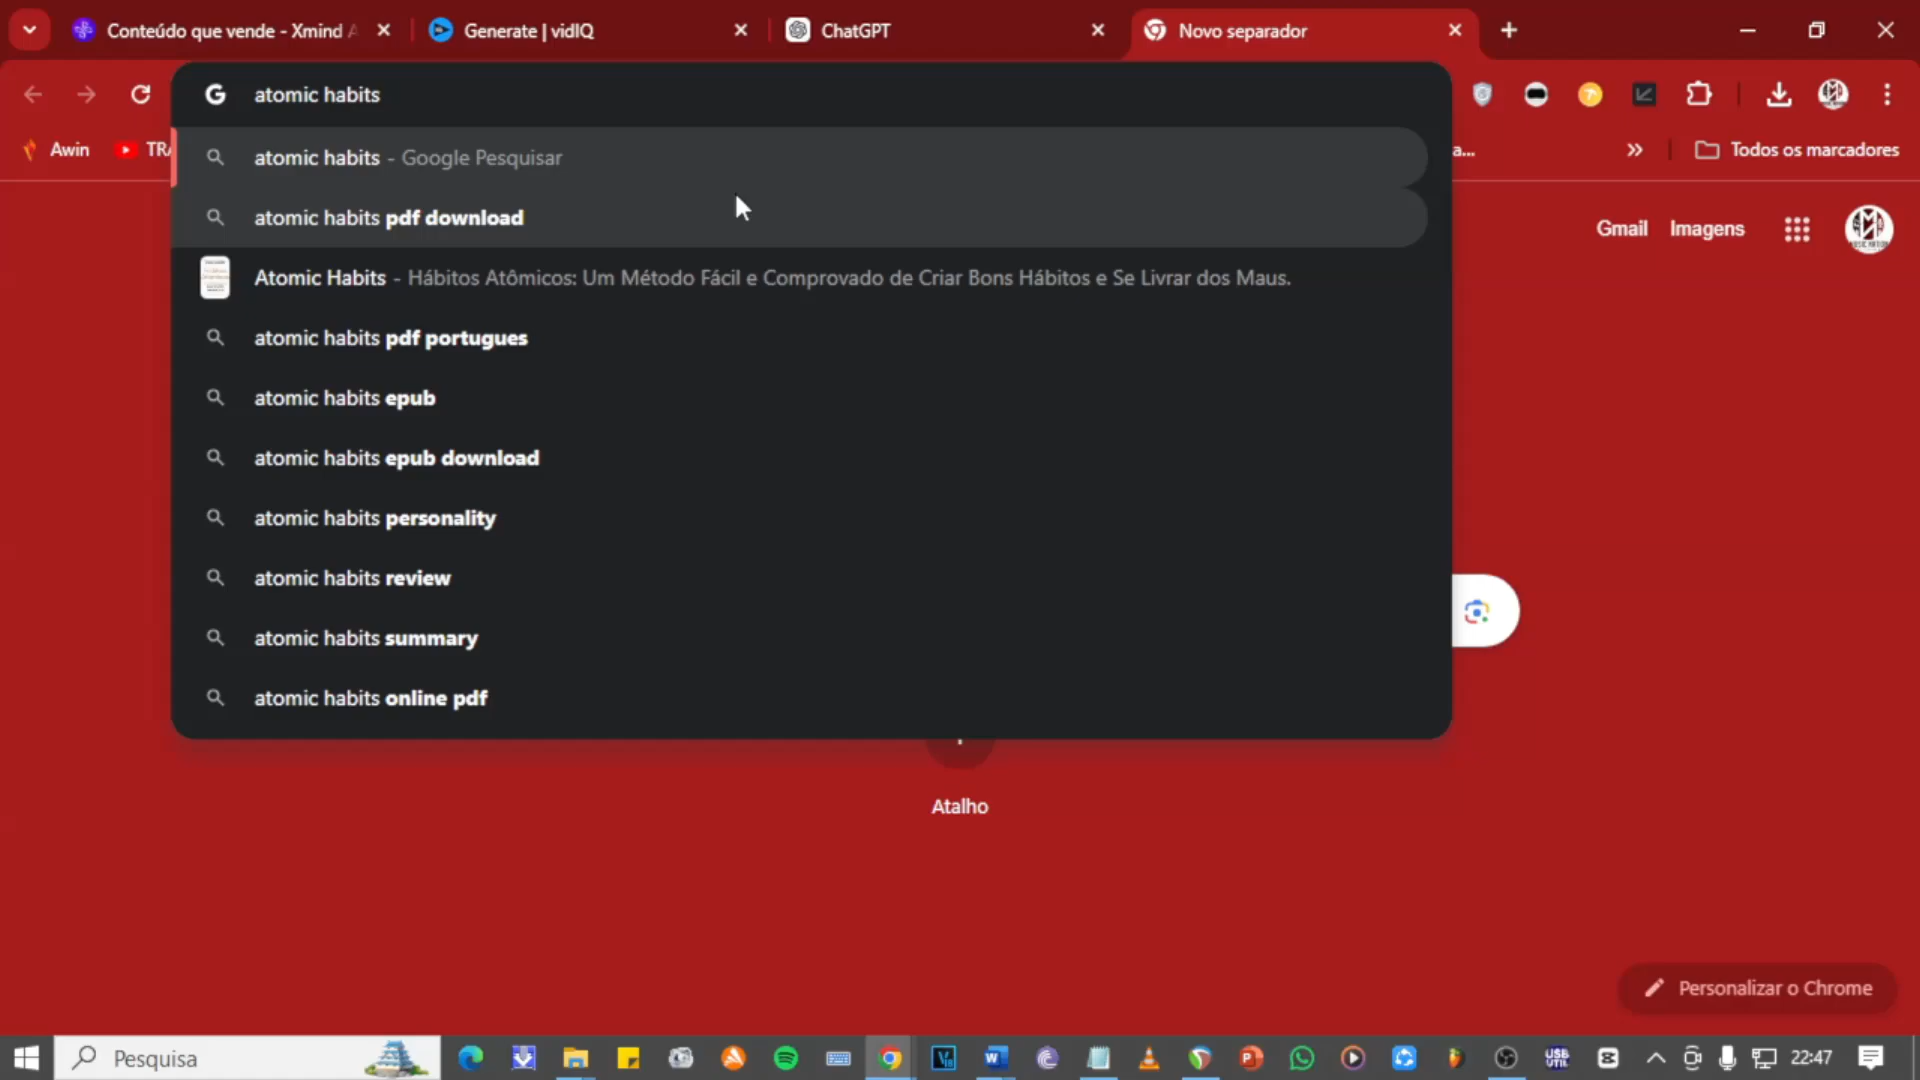 Conteúdo que vende - Xmind A
Generate | vidIQ
ChatGPT
Novo separador
atomic habits
Awin
TRA
a...
Todos os marcadores
atomic habits - Google Pesquisar
atomic habits pdf download
Atomic Habits - Hábitos Atômicos: Um Método Fácil e Comprovado de Criar Bons Hábitos e Se Livrar dos Maus.
atomic habits pdf portugues
atomic habits epub
atomic habits epub download
atomic habits personality
atomic habits review
atomic habits summary
atomic habits online pdf
Gmail
Imagens
Atalho
Personalizar o Chrome
Pesquisa
USB
UTIL
22:47